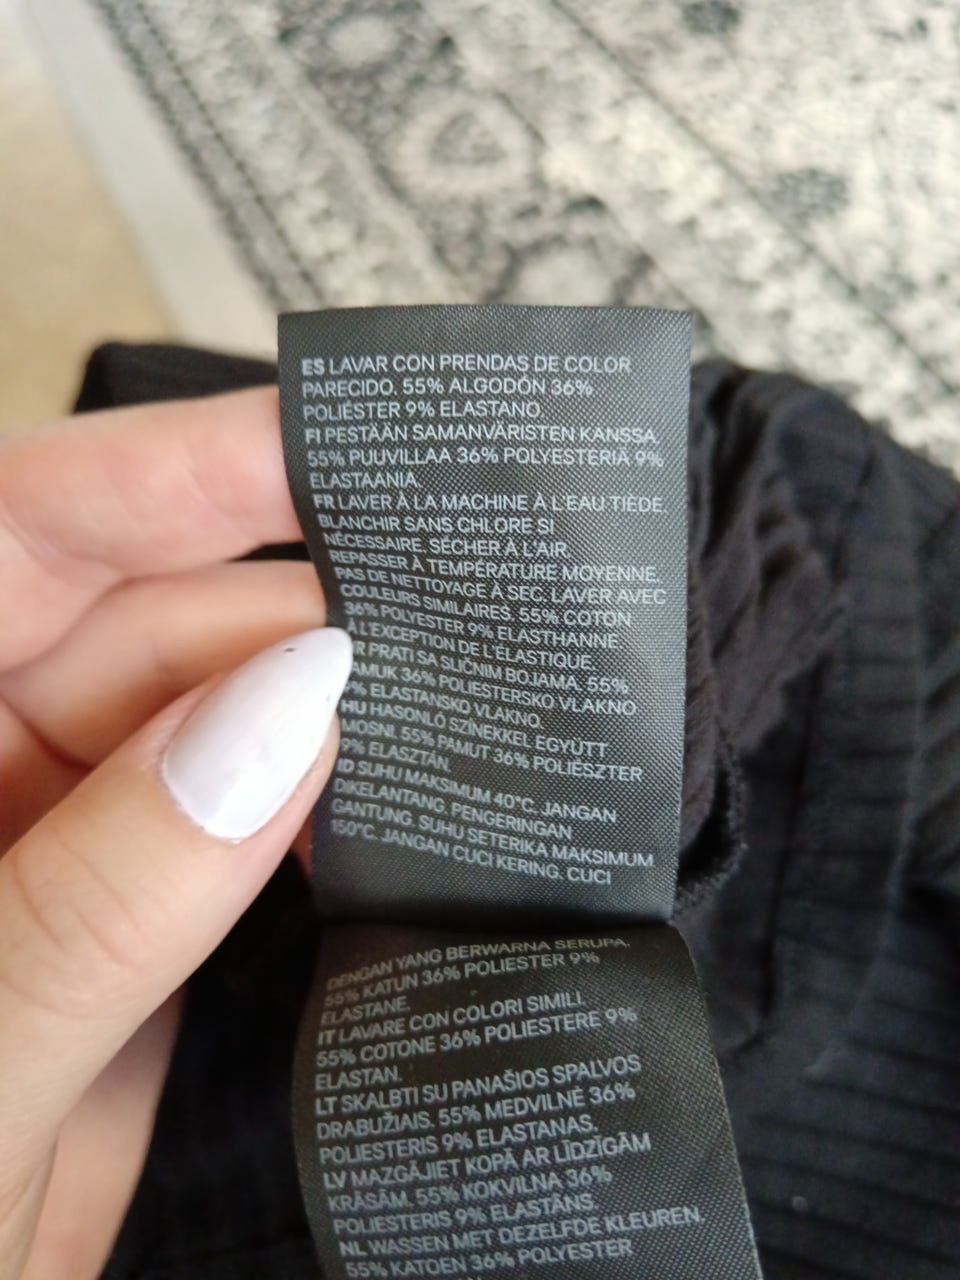 ES LAVAR CON PRENDAS DE COLOR
PARECIDO. 55% ALGODÓN 36%
POLIÉSTER 9% ELASTANO.
FI PESTÄÄN SAMANVÄRISTEN KANSSA.
55% PUUVILLAA 36% POLYESTERIÄ 9%
ELASTAANIA.
FR LAVER À LA MACHINE À L'EAU TIÈDE.
BLANCHIR SANS CHLORE SI
NÉCESSAIRE. SÉCHER À L'AIR.
REPASSER À TEMPÉRATURE MOYENNE.
PAS DE NETTOYAGE À SEC. LAVER AVEC
COULEURS SIMILAIRES. 55% COTON
36% POLYESTER 9% ELASTHANNE
À L'EXCEPTION DE L'ÉLASTIQUE.
R PRATI SA SLIČNIM BOJAMA. 55%
AMUK 36% POLIESTERSKO VLAKNO
9% ELASTANSKO VLAKNO.
HU HASONLÓ SZÍNEKKEL EGYÜTT
MOSNI. 55% PAMUT 36% POLIÉSZTER
9% ELASZTÁN.
ID SUHU MAKSIMUM 40°C. JANGAN
DIKELANTANG. PENGERINGAN
GANTUNG. SUHU SETERIKA MAKSIMUM
150°C. JANGAN CUCI KERING. CUCI
DENGAN YANG BERWARNA SERUPA.
55% KATUN 36% POLIESTER 9%
ELASTANE.
IT LAVARE CON COLORI SIMILI.
55% COTONE 36% POLIESTERE 9%
ELASTAN.
LT SKALBTI SU PANAŠIOS SPALVOS
DRABUŽIAIS. 55% MEDVILNĖ 36%
POLIESTERIS 9% ELASTANAS.
LV MAZGĀJIET KOPĀ AR LĪDZĪGĀM
KRĀSĀM. 55% KOKVILNA 36%
POLIESTERIS 9% ELASTĀNS.
NL WASSEN MET DEZELFDE KLEUREN.
55% KATOEN 36% POLYESTER